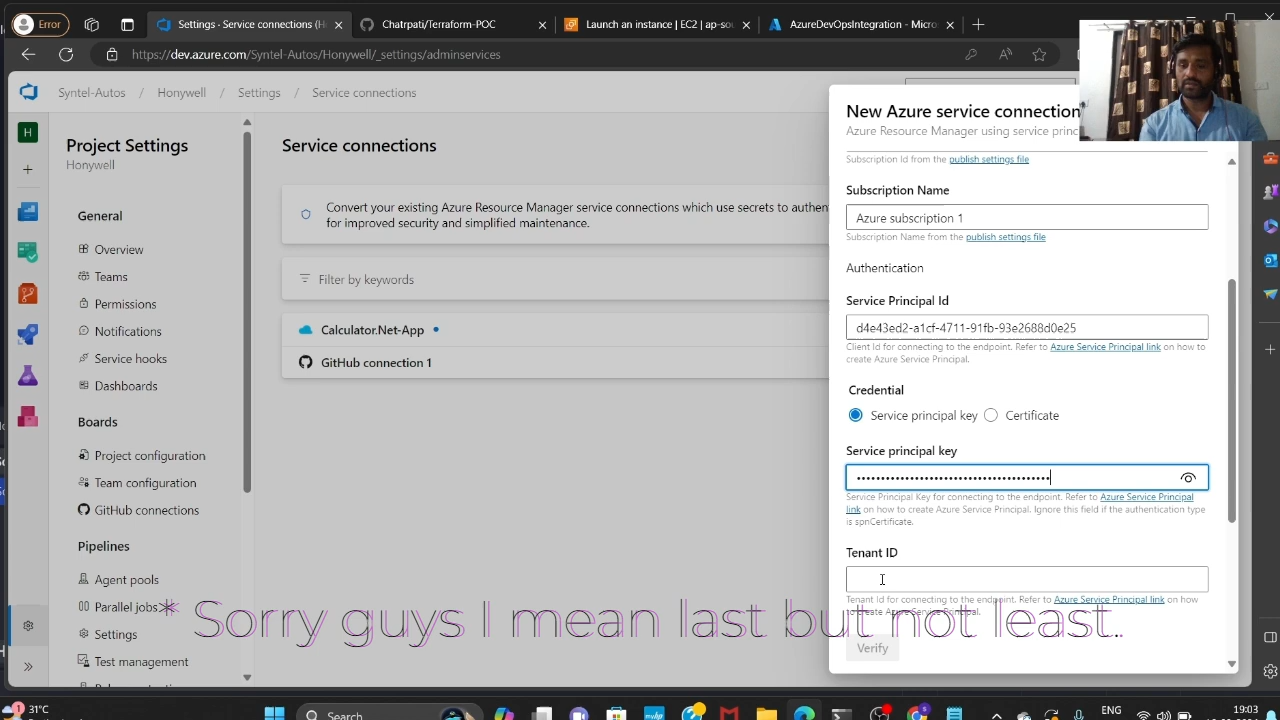 Error
Settings · Service connections (H
Chatrpati/Terraform-Proj
Launch an instance | EC2 | ap-s
AzureDevOpsIntegration - Micro
https://dev.azure.com/Syntel-Autos/Honywell/_settings/adminservices
Syntel-Autos / Honywell / Settings / Service connections
H
Project Settings
Honywell
General
Overview
Teams
Permissions
Notifications
Service hooks
Dashboards
Boards
Project configuration
Team configuration
GitHub connections
Pipelines
Agent pools
Parallel jobs
Settings
Test management
Service connections
Convert your existing Azure Resource Manager service connections which use secrets to authen
for improved security and simplified maintenance.
Filter by keywords
Calculator.Net-App
GitHub connection 1
New Azure service connection
Azure Resource Manager using service princ
Subscription Id from the publish settings file
Subscription Name
Azure subscription 1
Subscription Name from the publish settings file
Authentication
Service Principal Id
d4e43ed2-a1cf-4711-91fb-93e2688d0e25
Client Id for connecting to the endpoint. Refer to Azure Service Principal link on how to
create Azure Service Principal.
Credential
Service principal key
Certificate
Service principal key
Service Principal Key for connecting to the endpoint. Refer to Azure Service Principal
link on how to create Azure Service Principal. Ignore this field if the authentication type
is spnCertificate.
Tenant ID
Tenant Id for connecting to the endpoint. Refer to Azure Service Principal link on how
to create Azure Service Principal.
Verify
* Sorry guys I mean last but not least..
1
31°C
Search
ENG
19:03